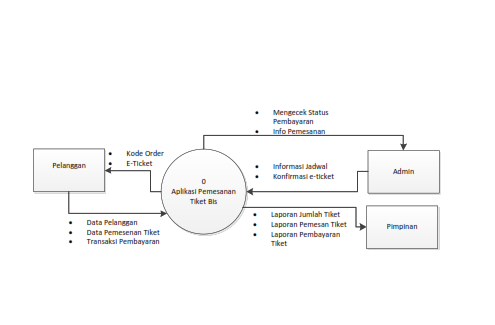 Mengecek Status
Pembayaran
Info Pemesanan
Kode Order
E-Ticket
Pelanggan
0
Aplikasi Pemesanan
Tiket Bis
Informasi Jadwal
Konfirmasi e-ticket
Admin
Data Pelanggan
Data Pemesenan Tiket
Transaksi Pembayaran
Laporan Jumlah Tiket
Laporan Pemesan Tiket
Laporan Pembayaran
Tiket
Pimpinan